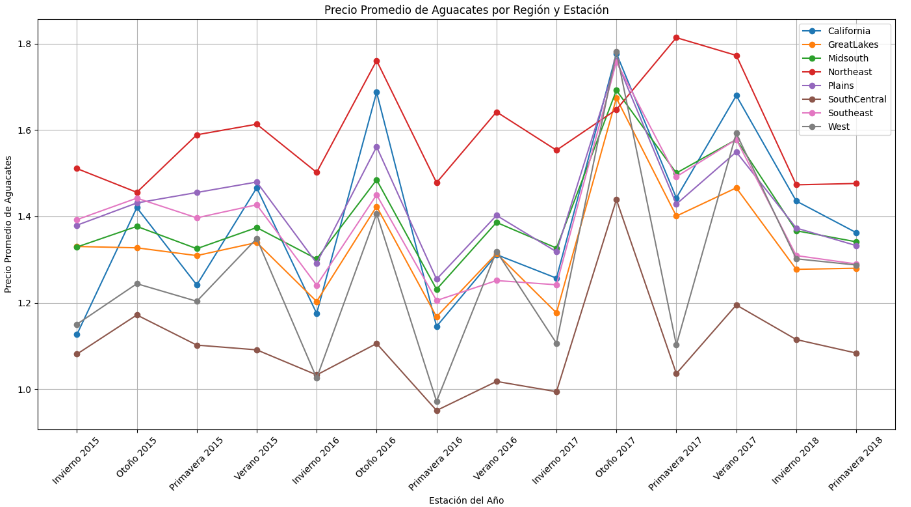 Precio Promedio de Aguacates por Región y Estación
California
GreatLakes
Midsouth
Northeast
Plains
SouthCentral
Southeast
West
Precio Promedio de Aguacates
1.8
1.6
1.4
1.2
1.0
Invierno 2015
Otoño 2015
Primavera 2015
Verano 2015
Invierno 2016
Otoño 2016
Primavera 2016
Verano 2016
Invierno 2017
Otoño 2017
Primavera 2017
Verano 2017
Invierno 2018
Primavera 2018
Estación del Año